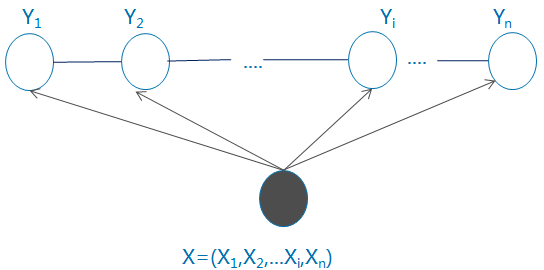 Y1 Y2 Yi Yn
.... ....
X=(X1,X2,...Xi,Xn)